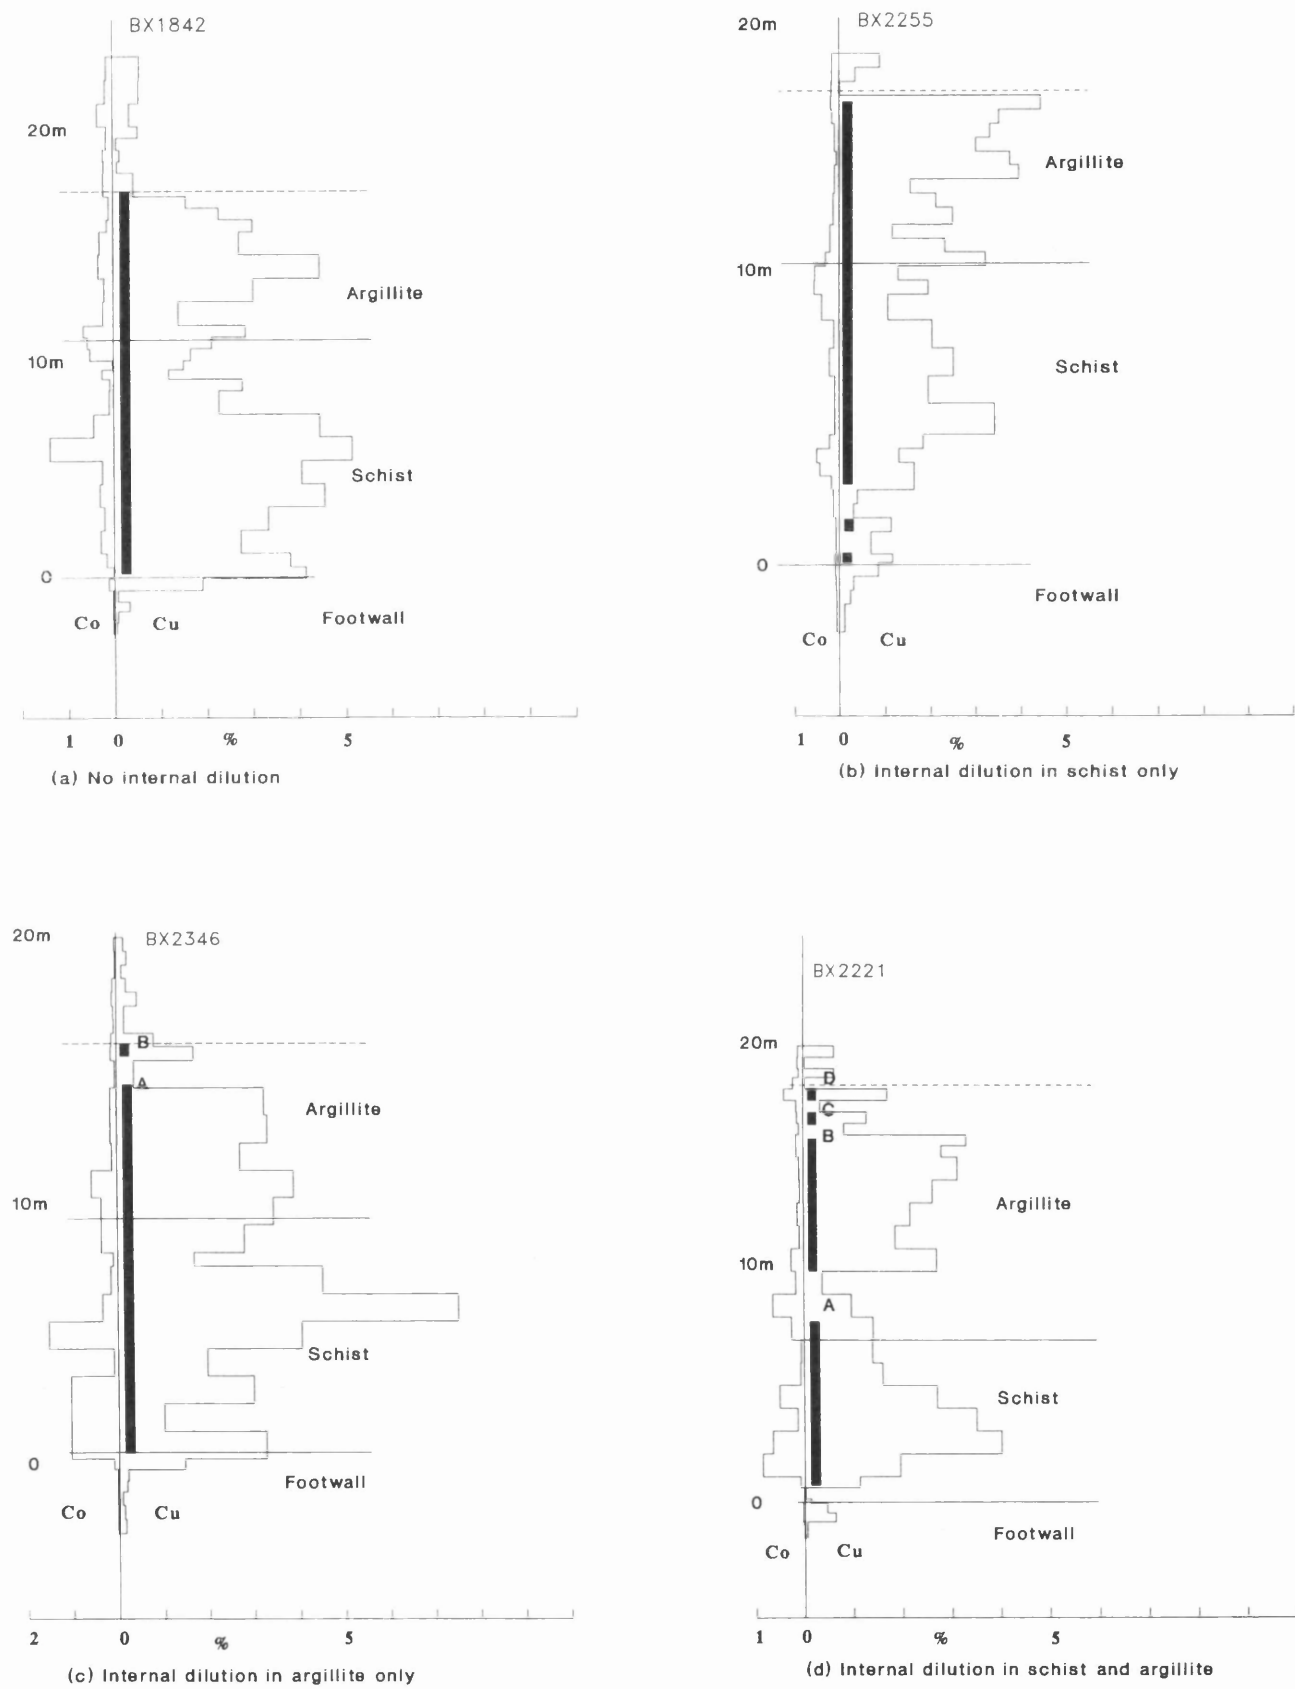 BX1842
20m
Argillite
10m
Schist
0
Co Cu Footwall
1 0 % 5
(a) No internal dilution
20m BX2255
Argillite
10m
Schist
0
Footwall
Co Cu
1 0 % 5
(b) Internal dilution in schist only
20m BX2346
B
A
Argillite
10m
Schist
0
Footwall
Co Cu
2 0 % 5
(c) Internal dilution in argillite only
BX2221
20m
D
C
B
Argillite
10m
A
Schist
0
Footwall
Co Cu
1 0 % 5
(d) Internal dilution in schist and argillite